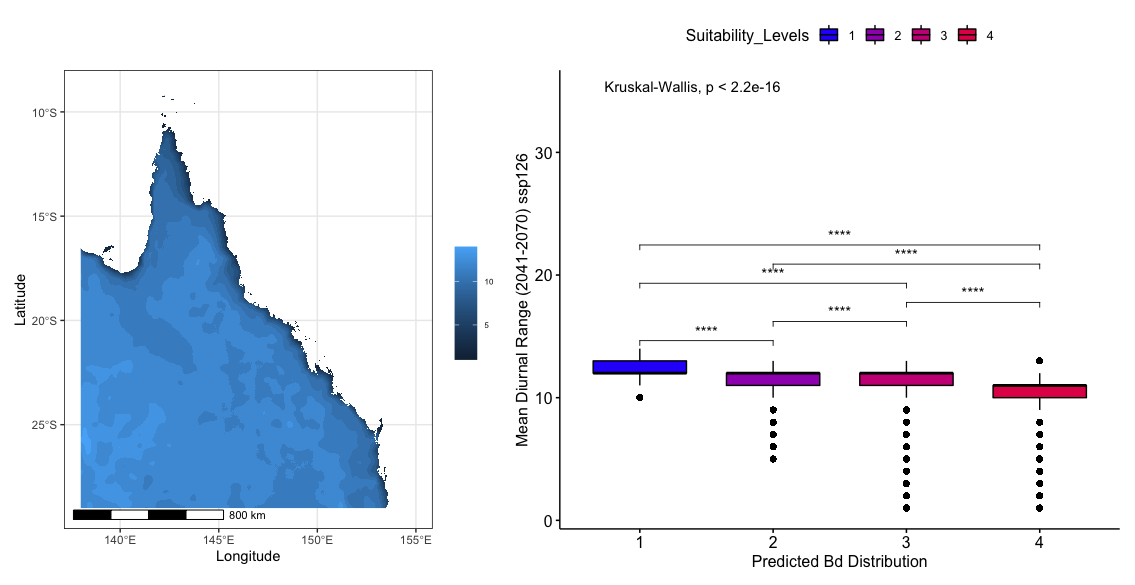 Suitability_Levels 1 2 3 4
Kruskal-Wallis, p < 2.2e-16
10°S
15°S
20°S
25°S
Latitude
140°E 145°E 150°E 155°E
Longitude
800 km
10
5
Mean Diurnal Range (2041-2070) ssp126
30
20
10
0
****
****
****
****
****
****
1 2 3 4
Predicted Bd Distribution